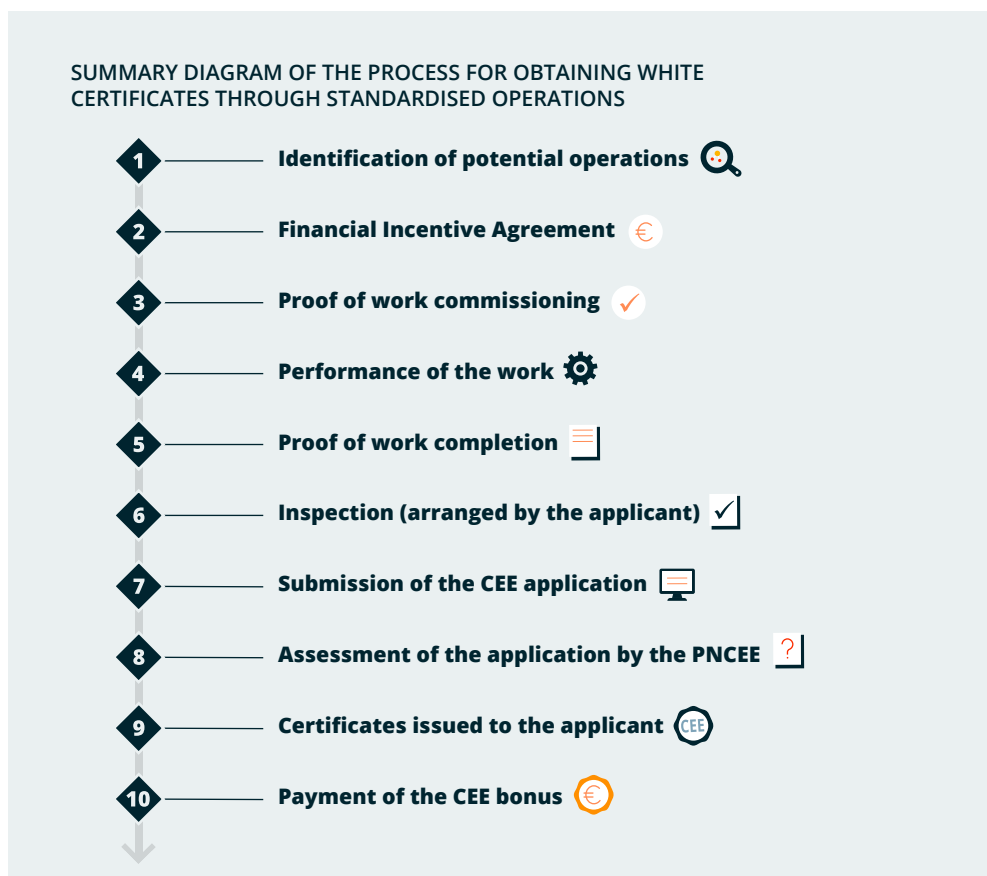 SUMMARY DIAGRAM OF THE PROCESS FOR OBTAINING WHITE
CERTIFICATES THROUGH STANDARDISED OPERATIONS
1 Identification of potential operations
2 Financial Incentive Agreement €
3 Proof of work commissioning
4 Performance of the work
5 Proof of work completion
6 Inspection (arranged by the applicant)
7 Submission of the CEE application
8 Assessment of the application by the PNCEE ?
9 Certificates issued to the applicant CEE
10 Payment of the CEE bonus €